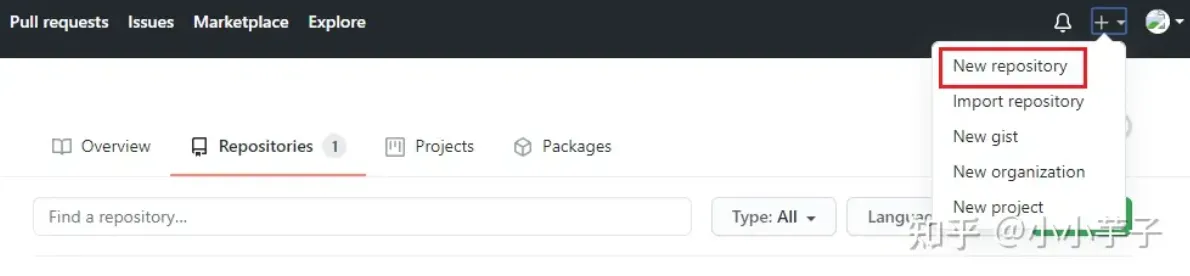 Pull requests Issues Marketplace Explore
New repository
Import repository
New gist
New organization
New project
Overview Repositories 1 Projects Packages
Find a repository... Type: All
知乎 @小小芋子